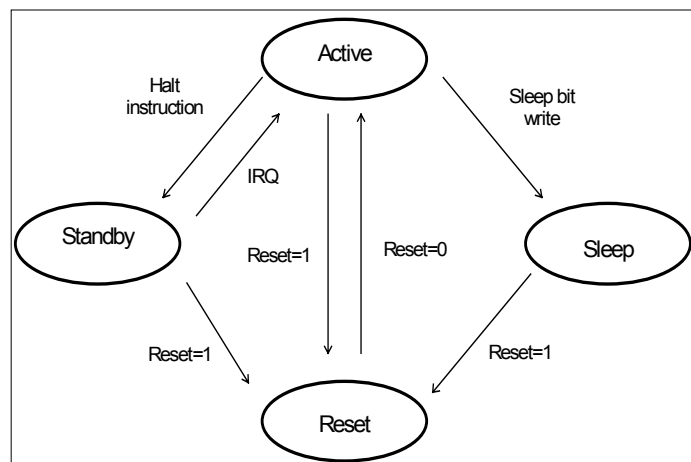 Active
Halt
instruction
Sleep bit
write
IRQ
Standby
Reset=1
Reset=0
Sleep
Reset=1
Reset=1
Reset